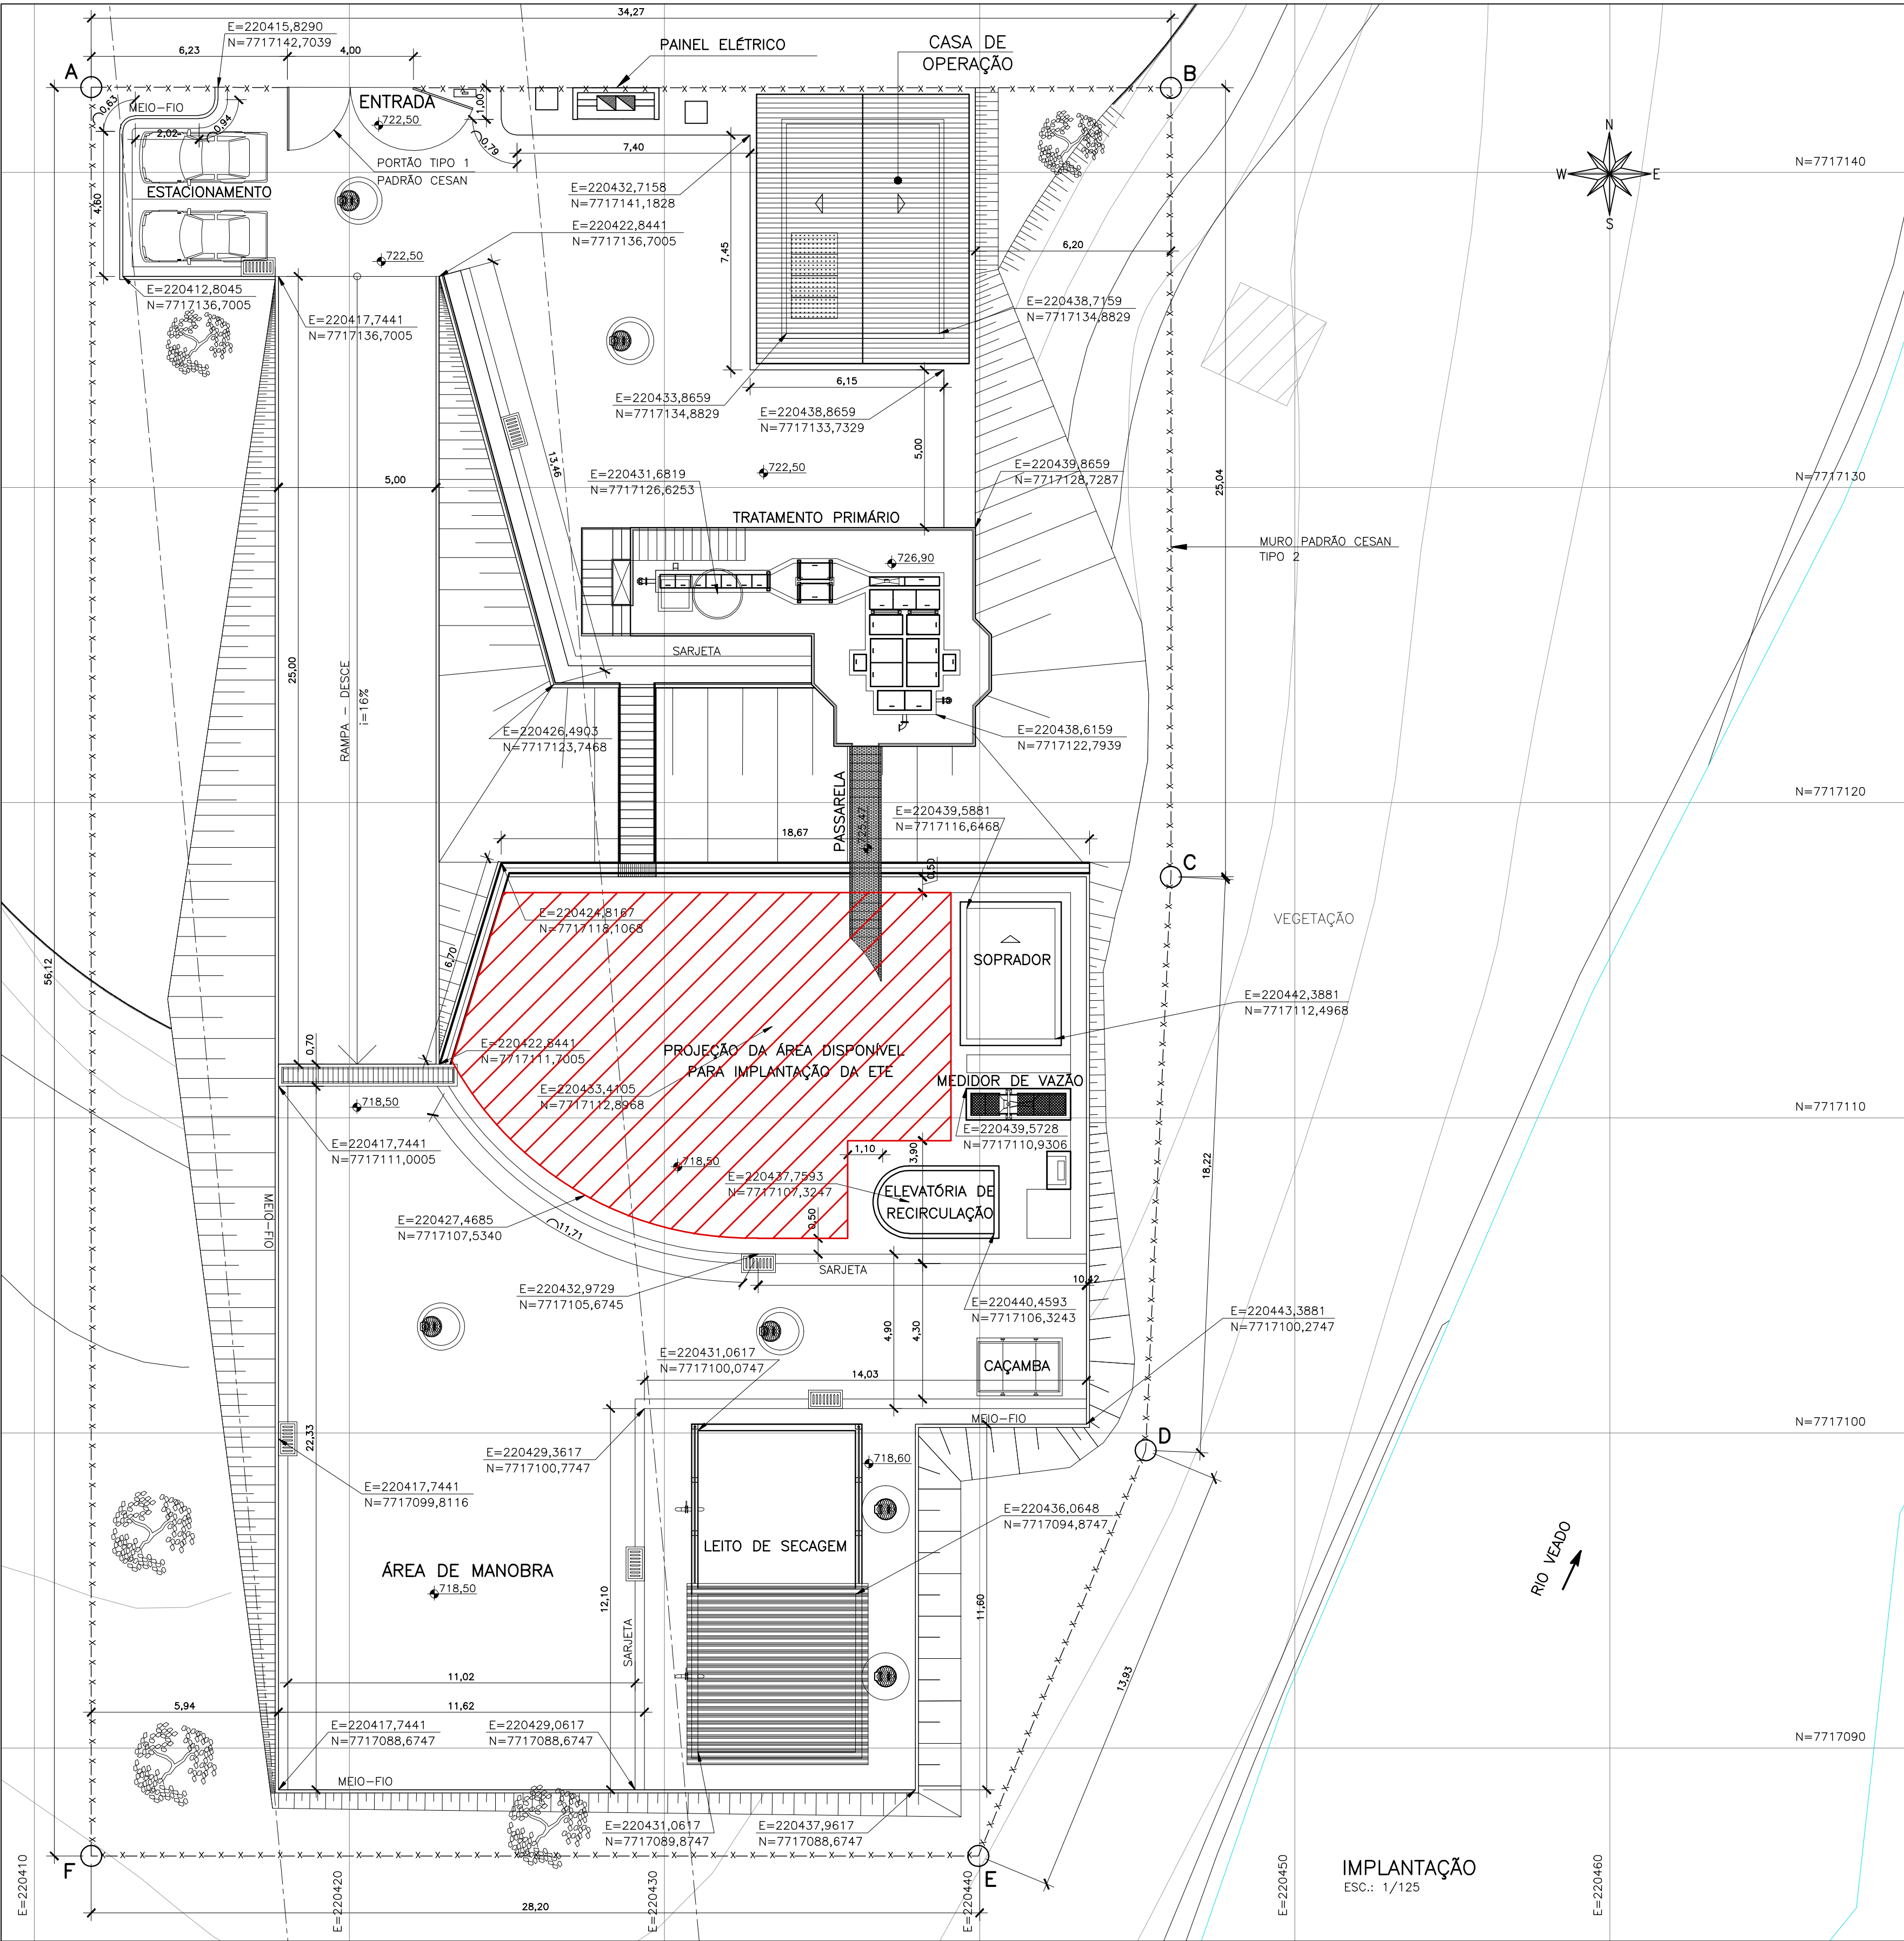 34,27
E=220415,8290
N=7717142,7039
6,23
4,00
PAINEL ELÉTRICO
CASA DE
OPERAÇÃO
A
B
MEIO-FIO
ENTRADA
722,50
1,00
0,63
2,02
0,94
0,79
7,40
PORTÃO TIPO 1
PADRÃO CESAN
ESTACIONAMENTO
4,60
N
W
E
S
N=7717140
E=220432,7158
N=7717141,1828
E=220422,8441
N=7717136,7005
722,50
7,45
6,20
E=220412,8045
N=7717136,7005
E=220417,7441
N=7717136,7005
E=220438,7159
N=7717134,8829
6,15
E=220433,8659
N=7717134,8829
E=220438,8659
N=7717133,7329
5,00
13,46
5,00
722,50
E=220431,6819
N=7717126,6253
E=220439,8659
N=7717128,7287
25,04
N=7717130
TRATAMENTO PRIMÁRIO
MURO PADRÃO CESAN
TIPO 2
726,90
SARJETA
25,00
RAMPA - DESCE
i=16%
E=220426,4903
N=7717123,7468
E=220438,6159
N=7717122,7939
PASSARELA
725,47
N=7717120
E=220439,5881
N=7717116,6468
18,67
0,50
C
E=220424,8167
N=7717118,1068
VEGETAÇÃO
6,70
SOPRADOR
56,12
E=220442,3881
N=7717112,4968
0,70
E=220422,8441
N=7717111,7005
PROJEÇÃO DA ÁREA DISPONÍVEL
PARA IMPLANTAÇÃO DA ETE
E=220433,4105
N=7717112,8968
MEDIDOR DE VAZÃO
718,50
N=7717110
E=220417,7441
N=7717111,0005
E=220439,5728
N=7717110,9306
1,10
3,90
18,22
718,50
E=220437,7593
N=7717107,3247
ELEVATÓRIA DE
RECIRCULAÇÃO
MEIO-FIO
E=220427,4685
N=7717107,5340
11,71
0,50
SARJETA
10,42
E=220432,9729
N=7717105,6745
E=220440,4593
N=7717106,3243
E=220443,3881
N=7717100,2747
4,90
4,30
E=220431,0617
N=7717100,0747
14,03
CAÇAMBA
MEIO-FIO
N=7717100
D
22,33
E=220429,3617
N=7717100,7747
718,60
E=220417,7441
N=7717099,8116
E=220436,0648
N=7717094,8747
LEITO DE SECAGEM
ÁREA DE MANOBRA
718,50
12,10
11,60
SARJETA
RIO VEADO
13,93
11,02
5,94
11,62
E=220417,7441
N=7717088,6747
E=220429,0617
N=7717088,6747
N=7717090
MEIO-FIO
E=220431,0617
N=7717089,8747
E=220437,9617
N=7717088,6747
F
E
28,20
E=220410
E=220420
E=220430
E=220440
E=220450
E=220460
IMPLANTAÇÃO
ESC.: 1/125